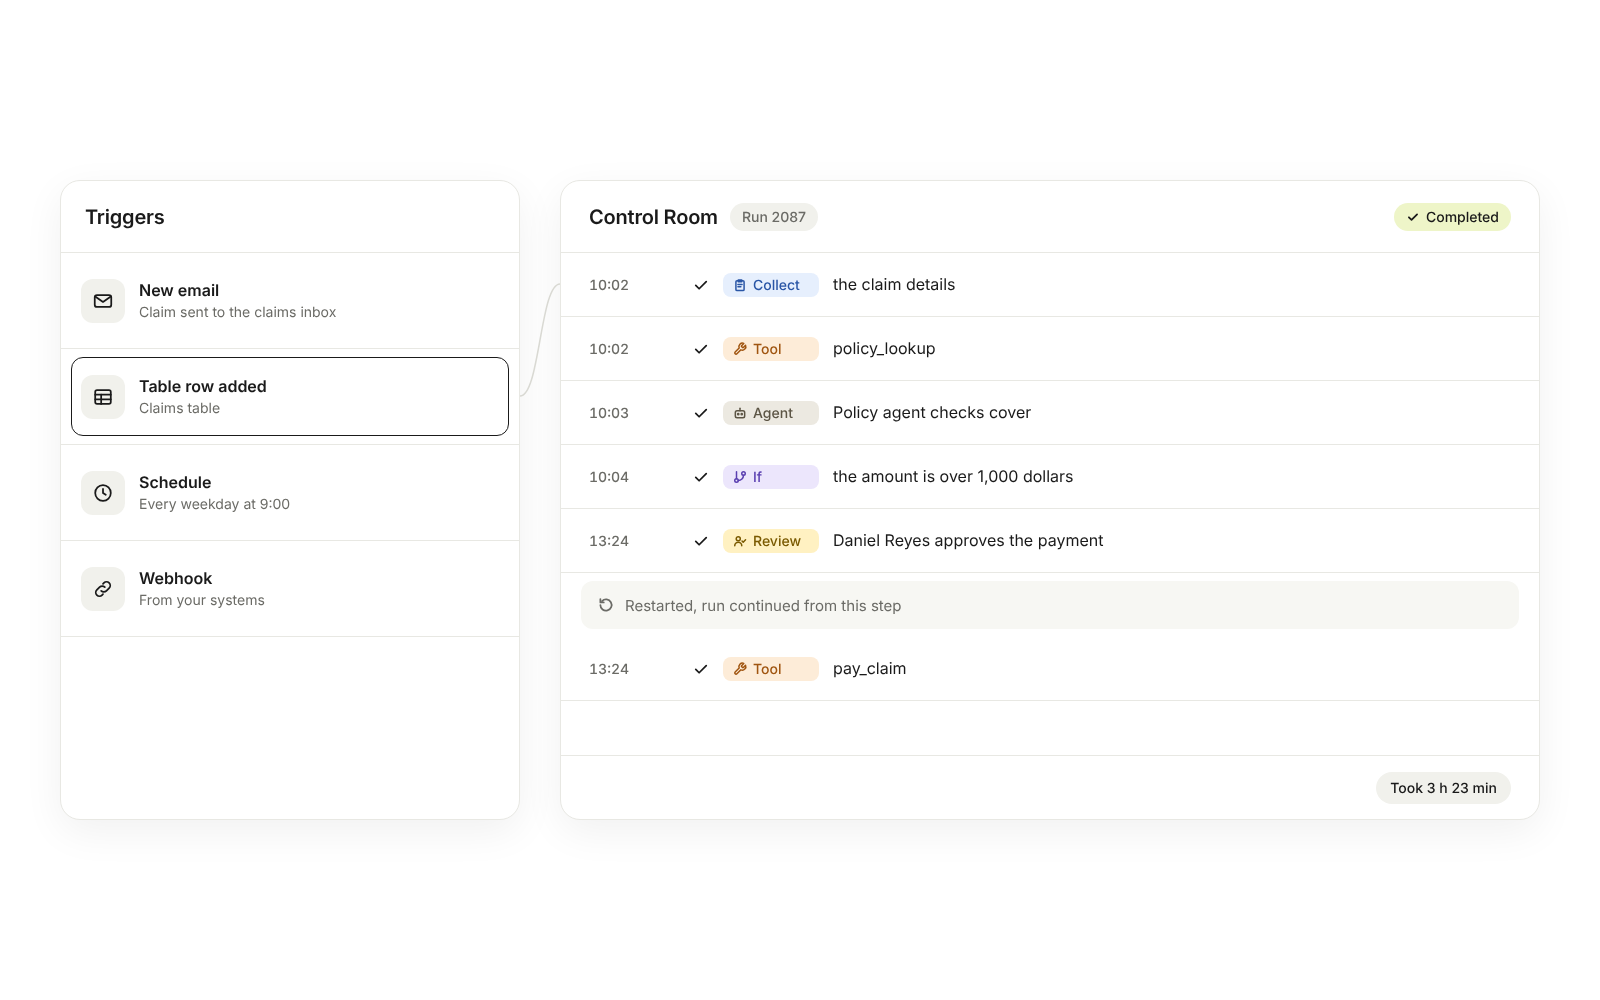 Triggers
New email
Claim sent to the claims inbox
Table row added
Claims table
Schedule
Every weekday at 9:00
Webhook
From your systems
Control Room Run 2087 Completed
10:02 Collect the claim details
10:02 Tool policy_lookup
10:03 Agent Policy agent checks cover
10:04 If the amount is over 1,000 dollars
13:24 Review Daniel Reyes approves the payment
Restarted, run continued from this step
13:24 Tool pay_claim
Took 3 h 23 min